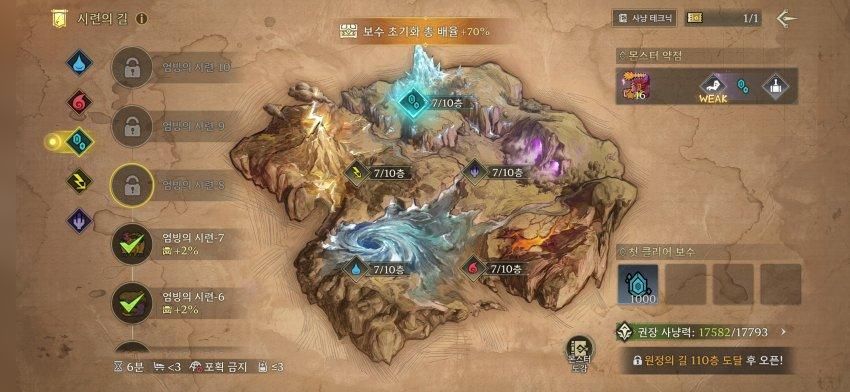 시련의 길
사냥 테크닉
1/1
보수 초기화 총 배율 +70%
엄빙의 시련-10
엄빙의 시련-9
엄빙의 시련-8
엄빙의 시련-7
+2%
엄빙의 시련-6
+2%
7/10층
7/10층
7/10층
7/10층
7/10층
몬스터 약점
46
WEAK
첫 클리어 보수
1000
권장 사냥력: 17582/17793
원정의 길 110층 도달 후 오픈!
몬스터
도감
6분
<3
포획 금지
≤3